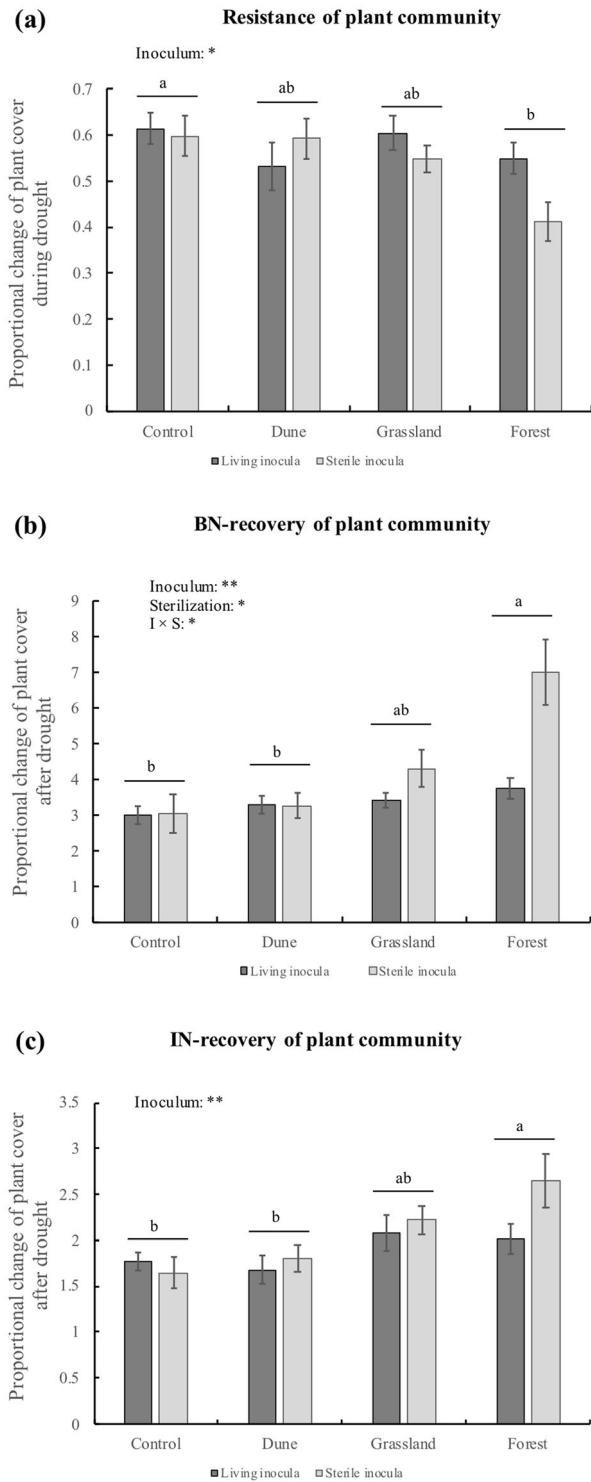 (a)
Resistance of plant community
Inoculum: *
Proportional change of plant cover
during drought
0.7
0.6
0.5
0.4
0.3
0.2
0.1
0
a
ab
ab
b
Control Dune Grassland Forest
Living inocula Sterile inocula
(b)
BN-recovery of plant community
Inoculum: **
Sterilization: *
I × S: *
Proportional change of plant cover
after drought
9
8
7
6
5
4
3
2
1
0
b
b
ab
a
Control Dune Grassland Forest
Living inocula Sterile inocula
(c)
IN-recovery of plant community
Inoculum: **
Proportional change of plant cover
after drought
3.5
3
2.5
2
1.5
1
0.5
0
b
b
ab
a
Control Dune Grassland Forest
Living inocula Sterile inocula